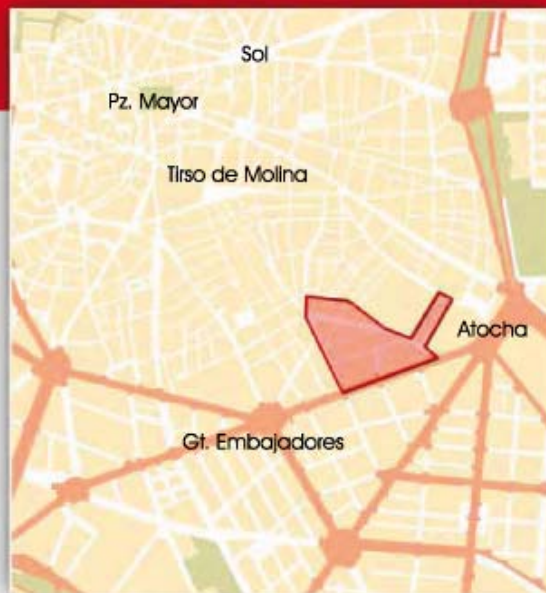 Sol
Pz. Mayor
Tirso de Molina
Atocha
Gt. Embajadores